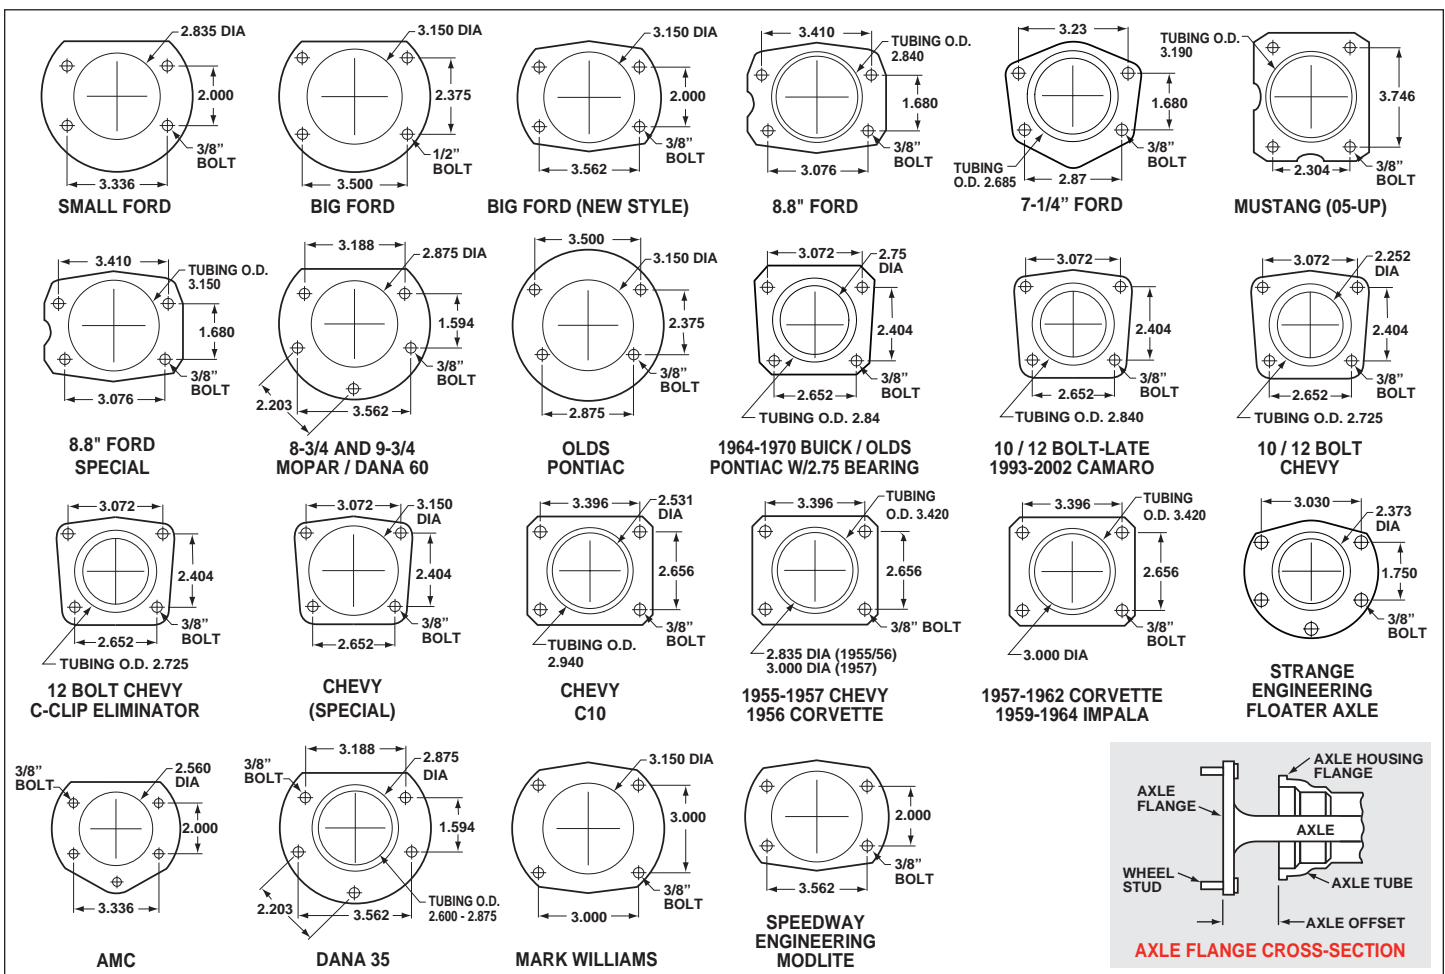 2.835 DIA
2.000
3/8”
BOLT
3.336
SMALL FORD
3.150 DIA
2.375
1/2”
BOLT
3.500
BIG FORD
3.150 DIA
2.000
3/8”
BOLT
3.562
BIG FORD (NEW STYLE)
3.410
TUBING O.D.
2.840
1.680
3/8”
BOLT
3.076
8.8" FORD
3.23
1.680
3/8”
BOLT
TUBING
O.D. 2.685
2.87
7-1/4” FORD
TUBING O.D.
3.190
3.746
3/8”
BOLT
2.304
MUSTANG (05-UP)
3.410
TUBING O.D.
3.150
1.680
3/8”
BOLT
3.076
8.8" FORD
SPECIAL
3.188
2.875 DIA
1.594
3/8”
BOLT
2.203
3.562
8-3/4 AND 9-3/4
MOPAR / DANA 60
3.500
3.150 DIA
2.375
3/8”
BOLT
2.875
OLDS
PONTIAC
3.072
2.75
DIA
2.404
3/8”
BOLT
2.652
TUBING O.D. 2.84
1964-1970 BUICK / OLDS
PONTIAC W/2.75 BEARING
3.072
2.404
3/8”
BOLT
2.652
TUBING O.D. 2.840
10 / 12 BOLT-LATE
1993-2002 CAMARO
3.072
2.252
DIA
2.404
3/8”
BOLT
2.652
TUBING O.D. 2.725
10 / 12 BOLT
CHEVY
3.072
2.404
3/8”
BOLT
2.652
TUBING O.D. 2.725
12 BOLT CHEVY
C-CLIP ELIMINATOR
3.072
3.150
DIA
2.404
3/8”
BOLT
2.652
CHEVY
(SPECIAL)
3.396
2.531
DIA
2.656
3/8”
BOLT
TUBING O.D.
2.940
CHEVY
C10
3.396
TUBING
O.D. 3.420
2.656
3/8” BOLT
2.835 DIA (1955/56)
3.000 DIA (1957)
1955-1957 CHEVY
1956 CORVETTE
3.396
TUBING
O.D. 3.420
2.656
3/8”
BOLT
3.000 DIA
1957-1962 CORVETTE
1959-1964 IMPALA
3.030
2.373
DIA
1.750
3/8”
BOLT
STRANGE
ENGINEERING
FLOATER AXLE
3/8”
BOLT
2.560
DIA
2.000
3.336
AMC
3/8”
BOLT
3.188
2.875
DIA
1.594
2.203
3.562
TUBING O.D.
2.600 - 2.875
DANA 35
3.150 DIA
3.000
3/8”
BOLT
3.000
MARK WILLIAMS
2.000
3/8”
BOLT
3.562
SPEEDWAY
ENGINEERING
MODLITE
AXLE HOUSING
FLANGE
AXLE
FLANGE
AXLE
WHEEL
STUD
AXLE TUBE
AXLE OFFSET
AXLE FLANGE CROSS-SECTION